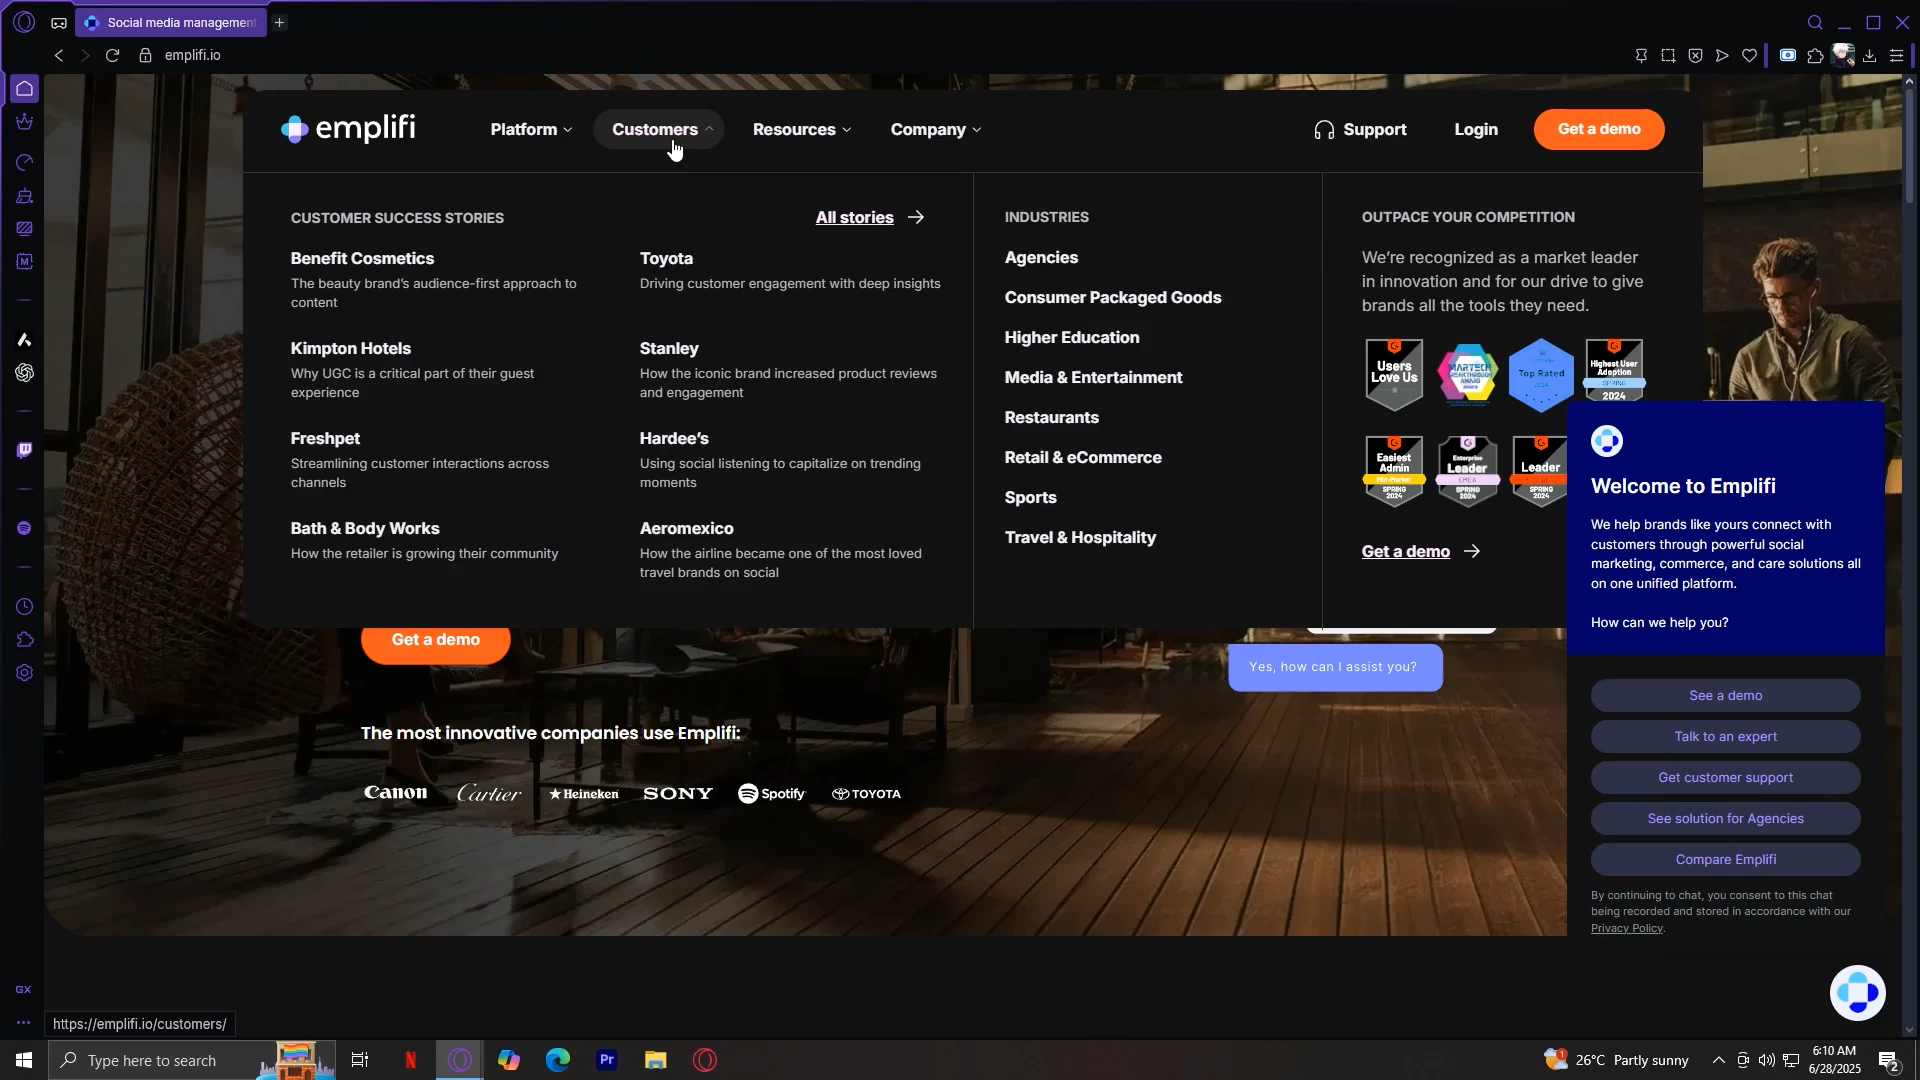 Social media management
emplifi.io
emplifi
Platform
Customers
Resources
Company
Support
Login
Get a demo
CUSTOMER SUCCESS STORIES
All stories
Benefit Cosmetics
The beauty brand's audience-first approach to
content
Toyota
Driving customer engagement with deep insights
Kimpton Hotels
Why UGC is a critical part of their guest
experience
Stanley
How the iconic brand increased product reviews
and engagement
Freshpet
Streamlining customer interactions across
channels
Hardee's
Using social listening to capitalize on trending
moments
Bath & Body Works
How the retailer is growing their community
Aeromexico
How the airline became one of the most loved
travel brands on social
INDUSTRIES
Agencies
Consumer Packaged Goods
Higher Education
Media & Entertainment
Restaurants
Retail & eCommerce
Sports
Travel & Hospitality
OUTPACE YOUR COMPETITION
We're recognized as a market leader
in innovation and for our drive to give
brands all the tools they need.
Users
Love Us
MARTECH
BREAKTHROUGH
AWARD
Top Rated
2024
Highest User
Adoption
SPRING
2024
Easiest
Admin
Mid-Market
SPRING
2024
Enterprise
Leader
EMEA
SPRING
2024
Leader
SPRING
2024
Get a demo
Get a demo
Yes, how can I assist you?
The most innovative companies use Emplifi:
Canon
Cartier
Heineken
SONY
Spotify
TOYOTA
Welcome to Emplifi
We help brands like yours connect with
customers through powerful social
marketing, commerce, and care solutions all
on one unified platform.
How can we help you?
See a demo
Talk to an expert
Get customer support
See solution for Agencies
Compare Emplifi
By continuing to chat, you consent to this chat
being recorded and stored in accordance with our
Privacy Policy.
GX
https://emplifi.io/customers/
Type here to search
N
Pr
1
26°C Partly sunny
6:10 AM
6/28/2025
2